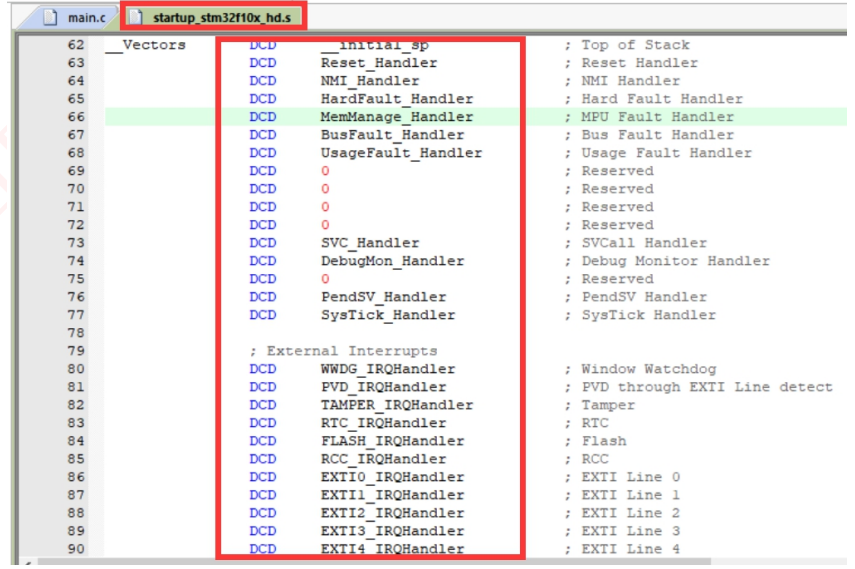 main.c startup_stm32f10x_hd.s
62 __Vectors DCD __initial_sp ; Top of Stack
63 DCD Reset_Handler ; Reset Handler
64 DCD NMI_Handler ; NMI Handler
65 DCD HardFault_Handler ; Hard Fault Handler
66 DCD MemManage_Handler ; MPU Fault Handler
67 DCD BusFault_Handler ; Bus Fault Handler
68 DCD UsageFault_Handler ; Usage Fault Handler
69 DCD 0 ; Reserved
70 DCD 0 ; Reserved
71 DCD 0 ; Reserved
72 DCD 0 ; Reserved
73 DCD SVC_Handler ; SVCall Handler
74 DCD DebugMon_Handler ; Debug Monitor Handler
75 DCD 0 ; Reserved
76 DCD PendSV_Handler ; PendSV Handler
77 DCD SysTick_Handler ; SysTick Handler
78
79 ; External Interrupts
80 DCD WWDG_IRQHandler ; Window Watchdog
81 DCD PVD_IRQHandler ; PVD through EXTI Line detect
82 DCD TAMPER_IRQHandler ; Tamper
83 DCD RTC_IRQHandler ; RTC
84 DCD FLASH_IRQHandler ; Flash
85 DCD RCC_IRQHandler ; RCC
86 DCD EXTI0_IRQHandler ; EXTI Line 0
87 DCD EXTI1_IRQHandler ; EXTI Line 1
88 DCD EXTI2_IRQHandler ; EXTI Line 2
89 DCD EXTI3_IRQHandler ; EXTI Line 3
90 DCD EXTI4_IRQHandler ; EXTI Line 4